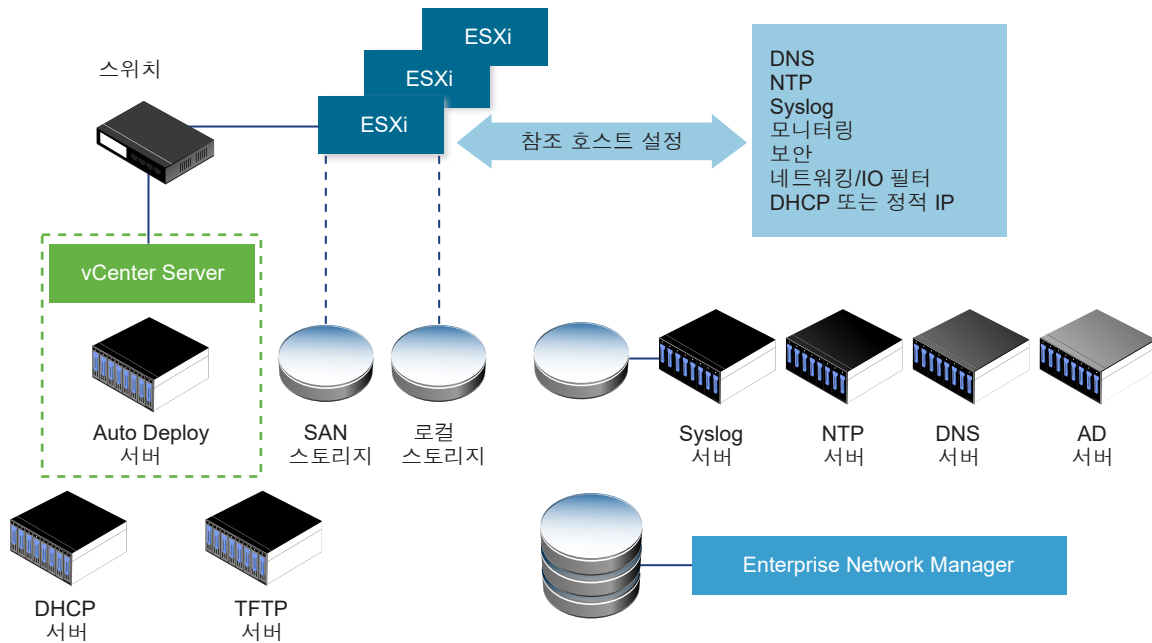 스위치
ESXi
ESXi
ESXi
참조 호스트 설정
DNS
NTP
Syslog
모니터링
보안
네트워킹/IO 필터
DHCP 또는 정적 IP
vCenter Server
Auto Deploy
서버
SAN
스토리지
로컬
스토리지
Syslog
서버
NTP
서버
DNS
서버
AD
서버
DHCP
서버
TFTP
서버
Enterprise Network Manager